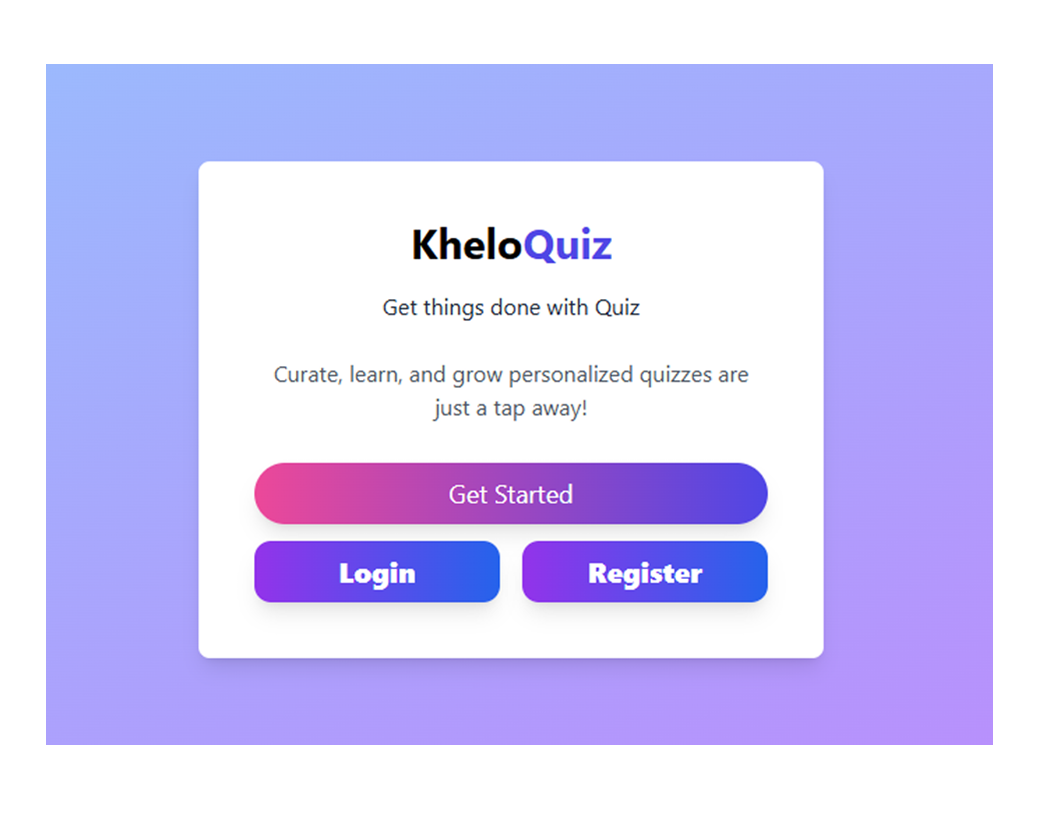 KheloQuiz
Get things done with Quiz
Curate, learn, and grow personalized quizzes are
just a tap away!
Get Started
Login
Register